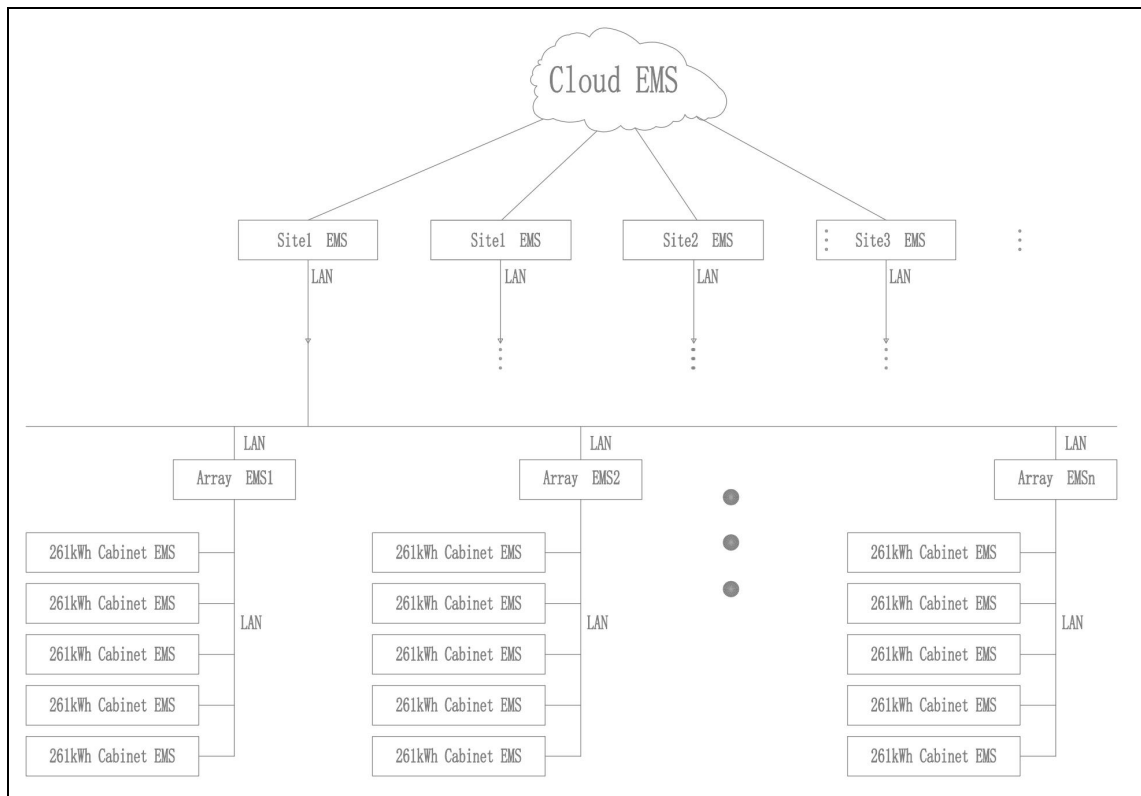 Cloud EMS
Site1 EMS
Site1 EMS
Site2 EMS
Site3 EMS
LAN
LAN
LAN
LAN
LAN
LAN
LAN
Array EMS1
Array EMS2
Array EMSn
261kWh Cabinet EMS
261kWh Cabinet EMS
261kWh Cabinet EMS
261kWh Cabinet EMS
261kWh Cabinet EMS
261kWh Cabinet EMS
LAN
LAN
LAN
261kWh Cabinet EMS
261kWh Cabinet EMS
261kWh Cabinet EMS
261kWh Cabinet EMS
261kWh Cabinet EMS
261kWh Cabinet EMS
261kWh Cabinet EMS
261kWh Cabinet EMS
261kWh Cabinet EMS